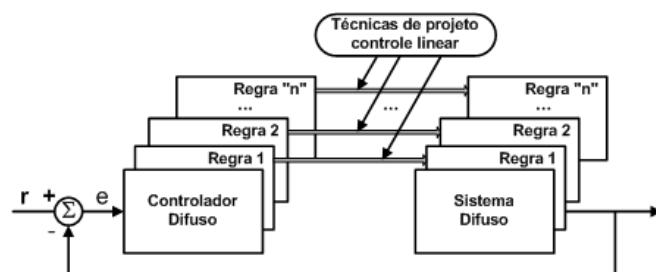 Técnicas de projeto
controle linear
Regra "n"
...
Regra "n"
...
...
Regra 2
Regra 2
Regra 1
Regra 1
r + Σ e
-
Controlador
Difuso
Sistema
Difuso